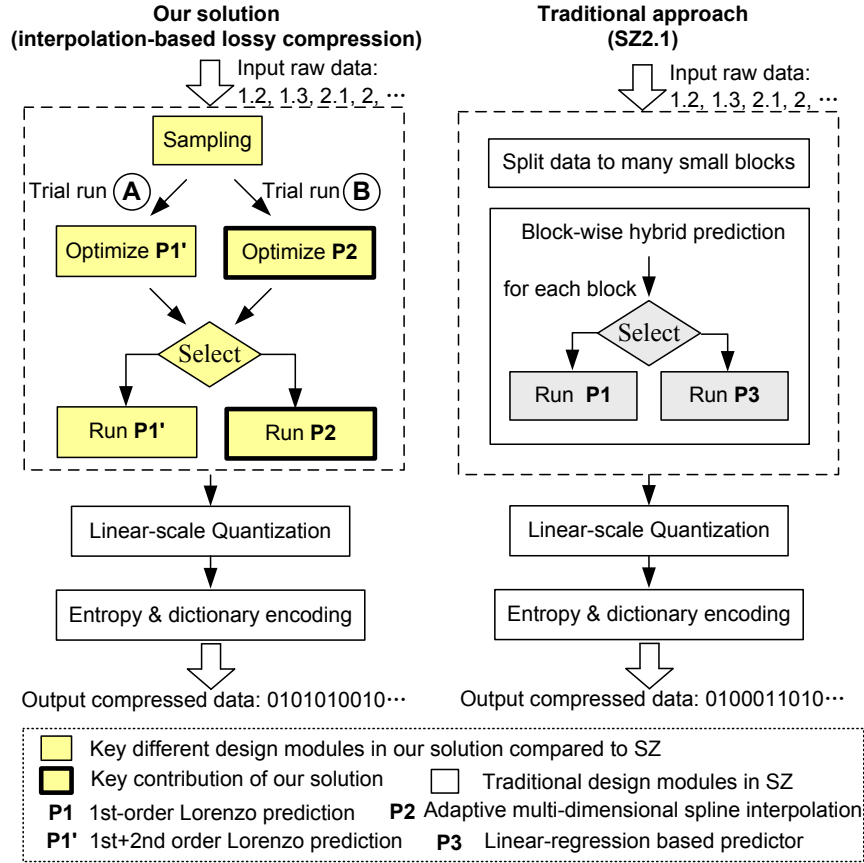 Our solution
(interpolation-based lossy compression)
Input raw data:
1.2, 1.3, 2.1, 2, ⋯
Sampling
Trial run A
Trial run B
Optimize P1'
Optimize P2
Select
Run P1'
Run P2
Linear-scale Quantization
Entropy & dictionary encoding
Output compressed data: 0101010010⋯
Traditional approach
(SZ2.1)
Input raw data:
1.2, 1.3, 2.1, 2, ⋯
Split data to many small blocks
Block-wise hybrid prediction
for each block
Select
Run P1
Run P3
Linear-scale Quantization
Entropy & dictionary encoding
Output compressed data: 0100011010⋯
Key different design modules in our solution compared to SZ
Key contribution of our solution
Traditional design modules in SZ
P1 1st-order Lorenzo prediction
P2 Adaptive multi-dimensional spline interpolation
P1' 1st+2nd order Lorenzo prediction
P3 Linear-regression based predictor